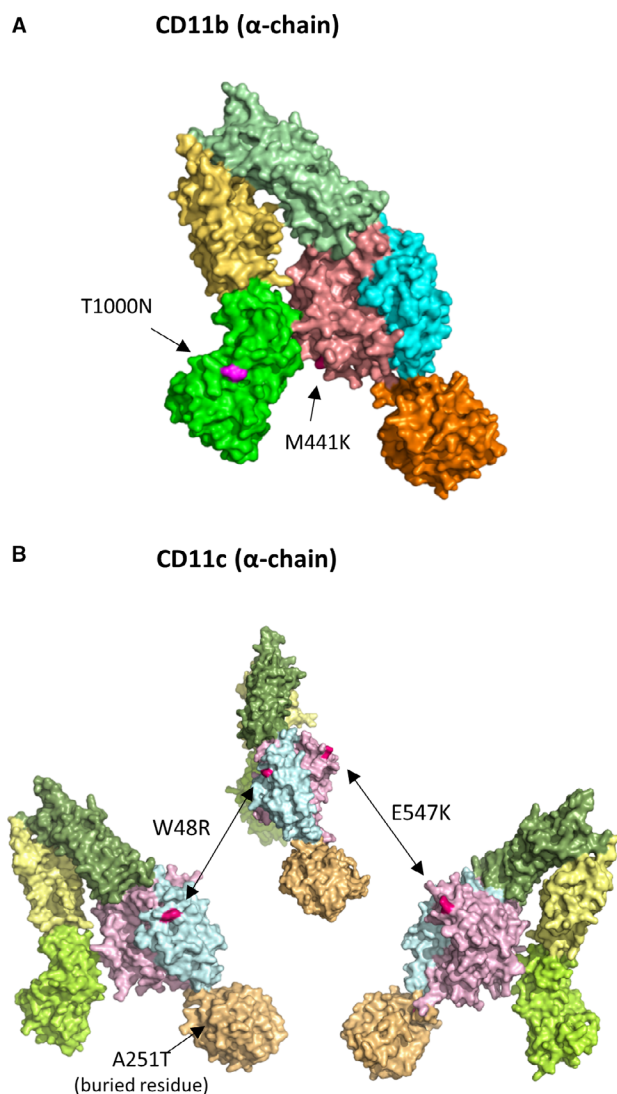 A
CD11b (α-chain)
T1000N
M441K
B
CD11c (α-chain)
W48R
E547K
A251T
(buried residue)